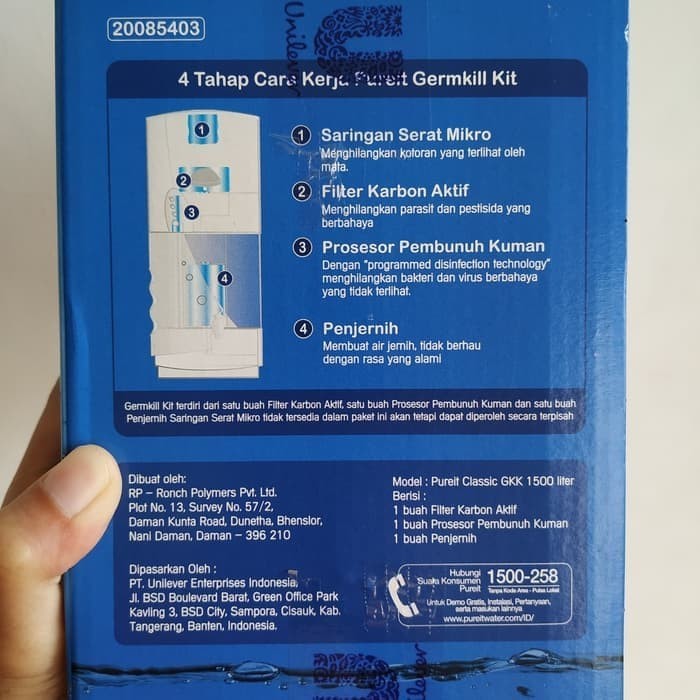 20085403
Unilever
4 Tahap Cara Kerja Pureit Germkill Kit
1
2
3
4
1 Saringan Serat Mikro
Menghilangkan kotoran yang terlihat oleh
mata.
2 Filter Karbon Aktif
Menghilangkan parasit dan pestisida yang
berbahaya
3 Prosesor Pembunuh Kuman
Dengan "programmed disinfection technology"
menghilangkan bakteri dan virus berbahaya
yang tidak terlihat.
4 Penjernih
Membuat air jernih, tidak berhau
dengan rasa yang alami
Germkill Kit terdiri dari satu buah Filter Karbon Aktif, satu buah Prosesor Pembunuh Kuman dan satu buah
Penjernih Saringan Serat Mikro tidak tersedia dalam paket ini akan tetapi dapat diperoleh secara terpisah
Dibuat oleh:
RP – Ronch Polymers Pvt. Ltd.
Plot No. 13, Survey No. 57/2,
Daman Kunta Road, Dunetha, Bhenslor,
Nani Daman, Daman – 396 210
Dipasarkan Oleh :
PT. Unilever Enterprises Indonesia,
Jl. BSD Boulevard Barat, Green Office Park
Kavling 3, BSD City, Sampora, Cisauk, Kab.
Tangerang, Banten, Indonesia.
Model : Pureit Classic GKK 1500 liter
Berisi :
1 buah Filter Karbon Aktif
1 buah Prosesor Pembunuh Kuman
1 buah Penjernih
Hubungi
Suara Konsumen
Pureit
1500-258
Tanpa Kode Area - Pulsa Lokal
Untuk Demo Gratis, Instalasi, Pertanyaan,
serta masukan lainnya
www.pureitwater.com/ID/
Unilever